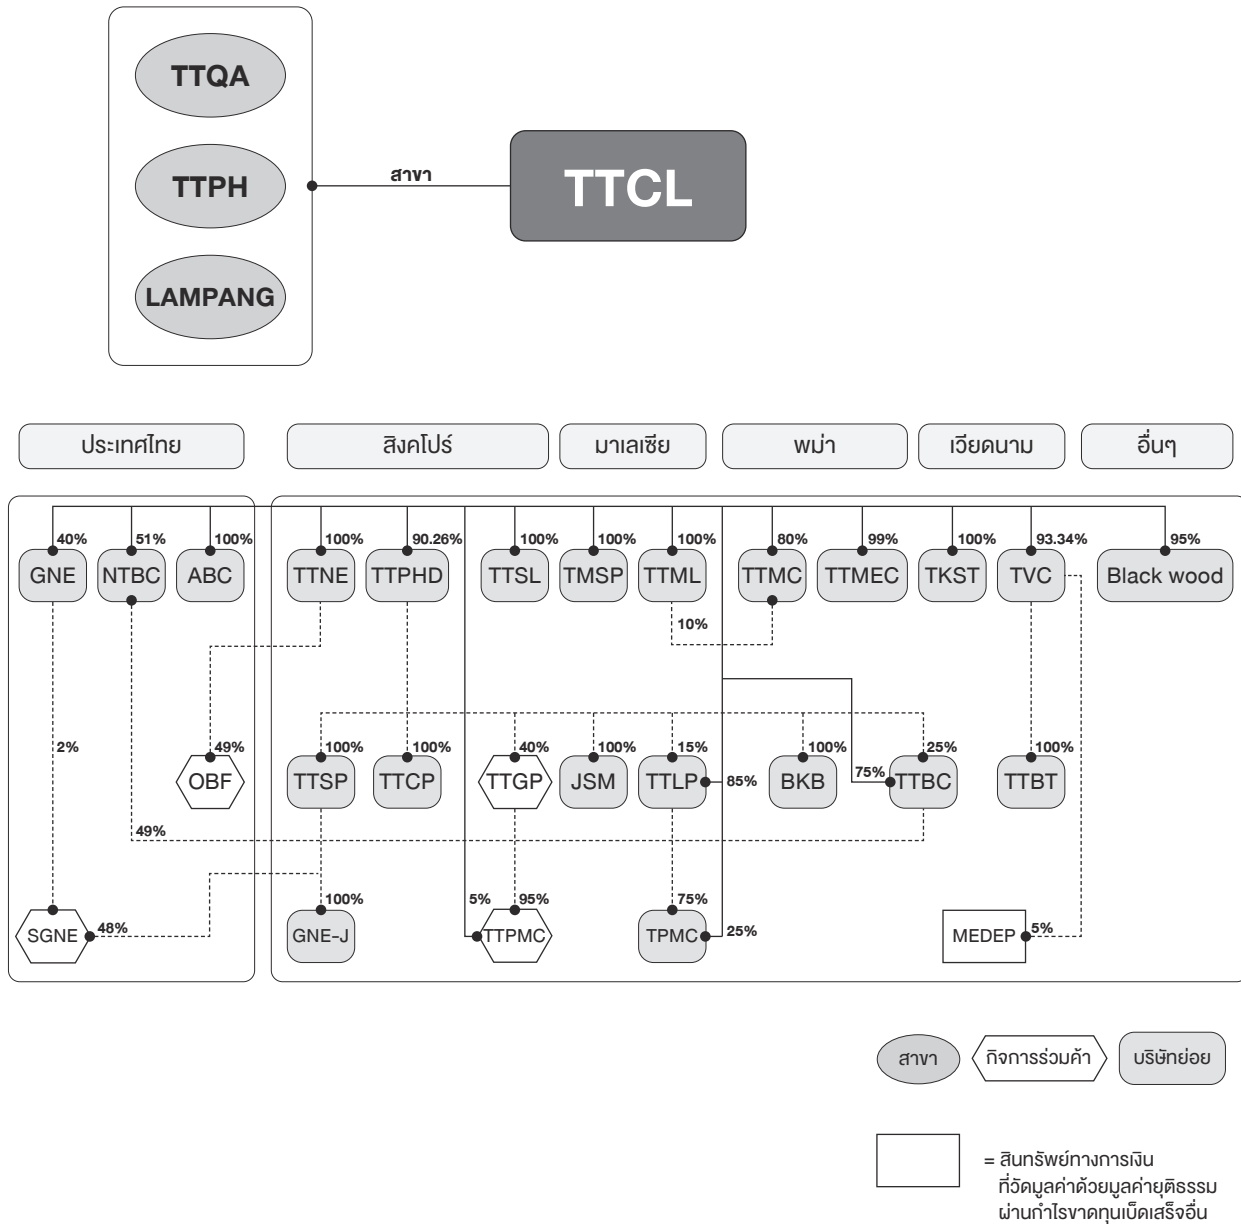 TTQA
TTPH
LAMPANG
สาขา
TTCL
ประเทศไทย
สิงคโปร์
มาเลเซีย
พม่า
เวียดนาม
อื่นๆ
40%
51%
100%
100%
90.26%
100%
100%
100%
80%
99%
100%
93.34%
95%
GNE
NTBC
ABC
TTNE
TTPHD
TTSL
TMSP
TTML
TTMC
TTMEC
TKST
TVC
Black wood
10%
2%
49%
100%
100%
40%
100%
15%
100%
25%
100%
OBF
TTSP
TTCP
TTGP
JSM
TTLP
85%
BKB
75%
TTBC
TTBT
49%
100%
5%
95%
75%
SGNE
48%
GNE-J
TTPMC
TPMC
25%
MEDEP
5%
สาขา
กิจการร่วมค้า
บริษัทย่อย
= สินทรัพย์ทางการเงิน
ที่วัดมูลค่าด้วยมูลค่ายุติธรรม
ผ่านกำไรขาดทุนเบ็ดเสร็จอื่น